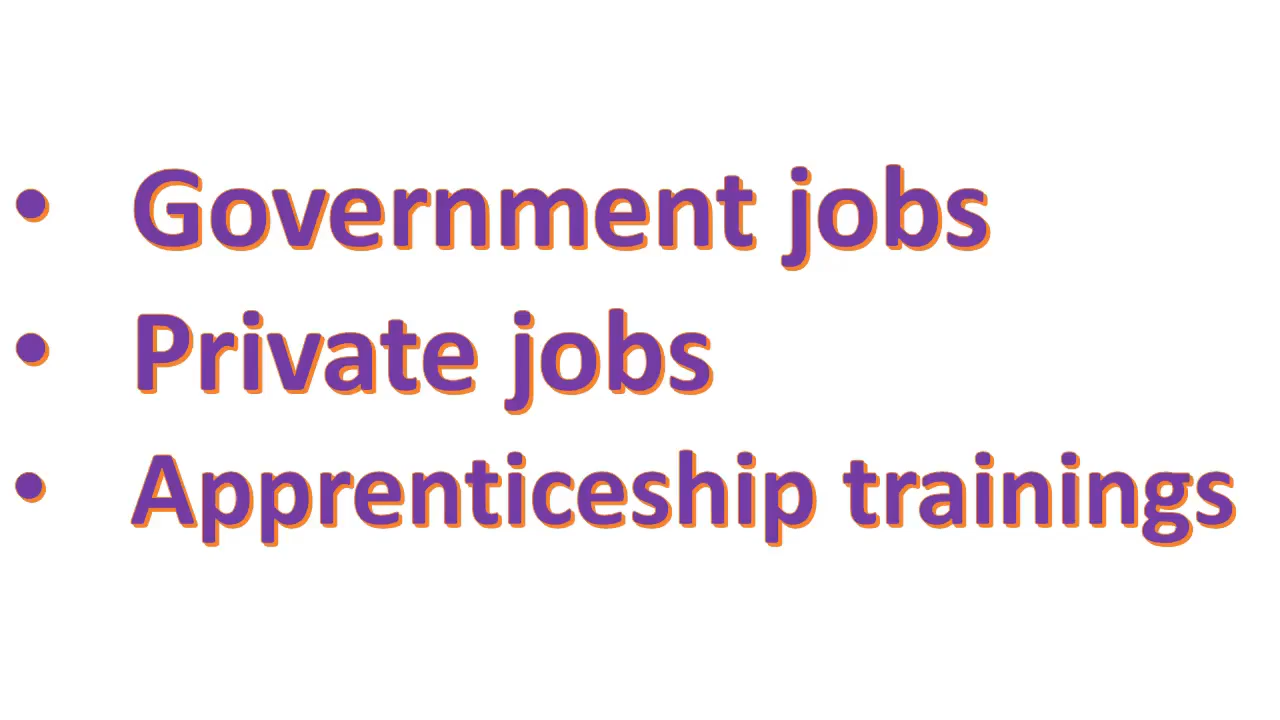 • Government jobs
• Private jobs
• Apprenticeship trainings